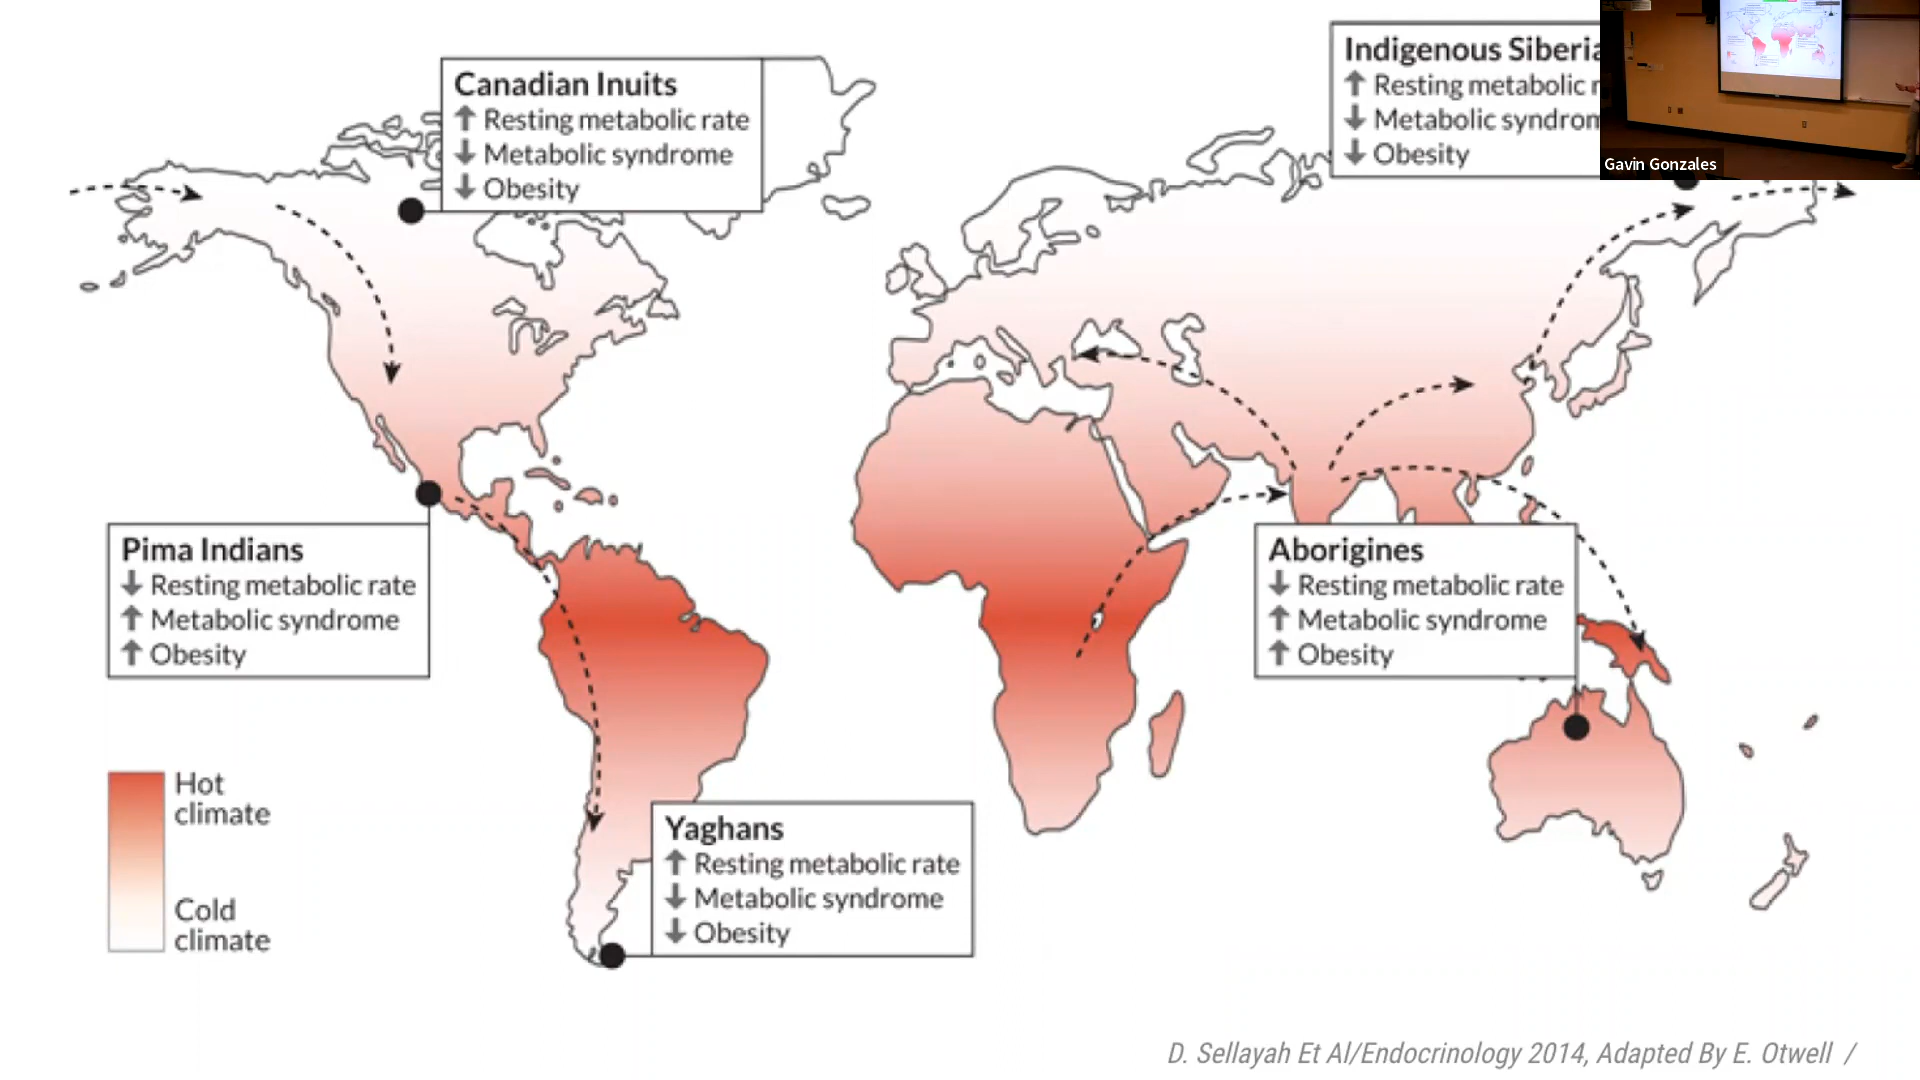 Canadian Inuits
↑ Resting metabolic rate
↓ Metabolic syndrome
↓ Obesity
Indigenous Siberia
↑ Resting metabolic r
↓ Metabolic syndrom
↓ Obesity
Gavin Gonzales
Pima Indians
↓ Resting metabolic rate
↑ Metabolic syndrome
↑ Obesity
Aborigines
↓ Resting metabolic rate
↑ Metabolic syndrome
↑ Obesity
Hot
climate
Cold
climate
Yaghans
↑ Resting metabolic rate
↓ Metabolic syndrome
↓ Obesity
D. Sellayah Et Al/Endocrinology 2014, Adapted By E. Otwell /